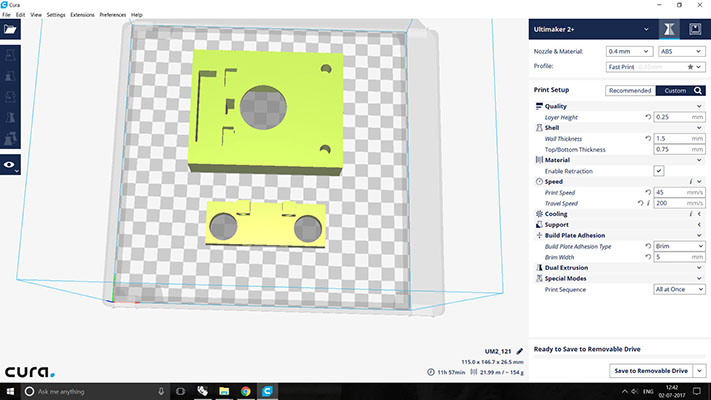 Cura
File Edit View Settings Extensions Preferences Help
Ultimaker 2+
Nozzle & Material: 0.4 mm ABS
Profile: Fast Print 0.15mm
Print Setup Recommended Custom
Quality
Layer Height 0.25 mm
Shell
Wall Thickness 1.5 mm
Top/Bottom Thickness 0.75 mm
Material
Enable Retraction
Speed
Print Speed 45 mm/s
Travel Speed 200 mm/s
Cooling
Support
Build Plate Adhesion
Build Plate Adhesion Type Brim
Brim Width 5 mm
Dual Extrusion
Special Modes
Print Sequence All at Once
UM2_121
115.0 x 146.7 x 26.5 mm
11h 57min 21.99 m / ~ 154 g
Ready to Save to Removable Drive
Save to Removable Drive
cura.
Ask me anything
ENG
12:42
02-07-2017